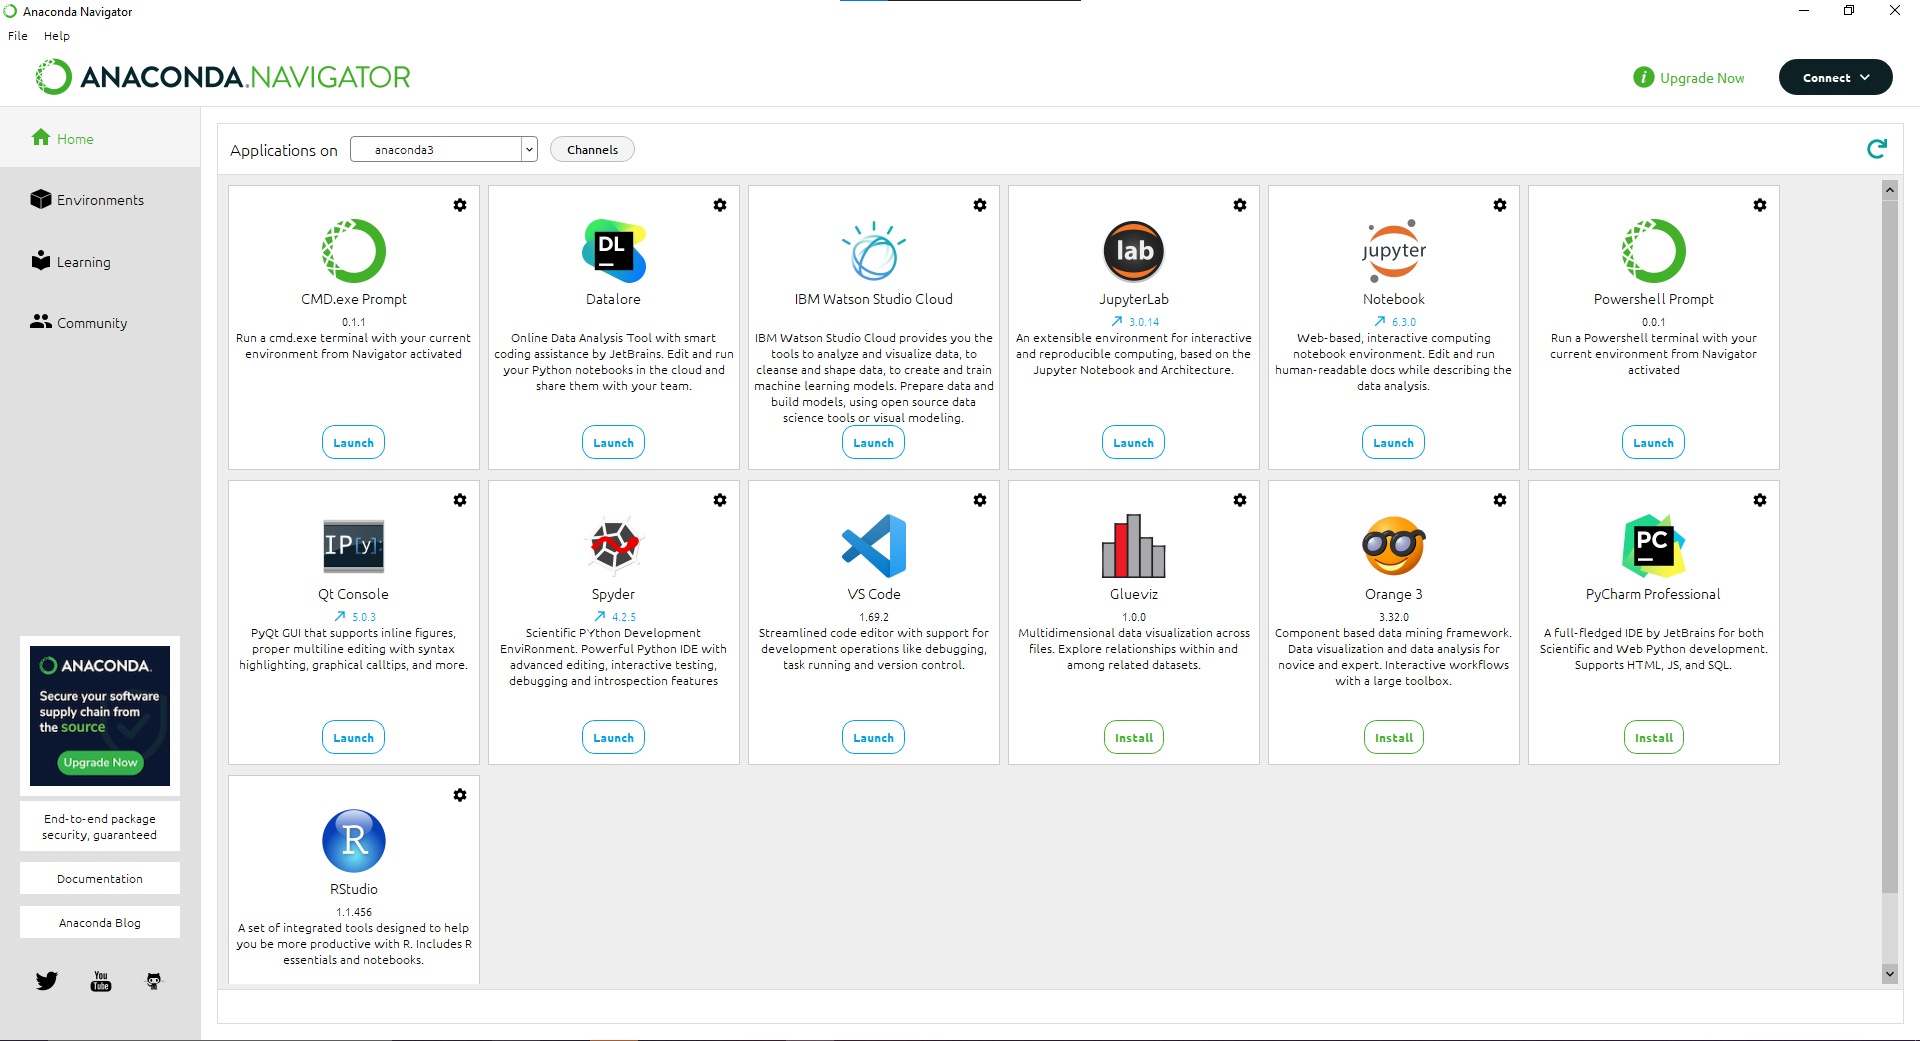 Anaconda Navigator
File Help
ANACONDA.NAVIGATOR
i Upgrade Now
Connect
Home
Environments
Learning
Community
Applications on anaconda3 Channels
CMD.exe Prompt
0.1.1
Run a cmd.exe terminal with your current
environment from Navigator activated
Launch
DL
Datalore
Online Data Analysis Tool with smart
coding assistance by JetBrains. Edit and run
your Python notebooks in the cloud and
share them with your team.
Launch
IBM Watson Studio Cloud
IBM Watson Studio Cloud provides you the
tools to analyze and visualize data, to
cleanse and shape data, to create and train
machine learning models. Prepare data and
build models, using open source data
science tools or visual modeling.
Launch
lab
JupyterLab
3.0.14
An extensible environment for interactive
and reproducible computing, based on the
Jupyter Notebook and Architecture.
Launch
jupyter
Notebook
6.3.0
Web-based, interactive computing
notebook environment. Edit and run
human-readable docs while describing the
data analysis.
Launch
Powershell Prompt
0.0.1
Run a Powershell terminal with your
current environment from Navigator
activated
Launch
IP[y]:
Qt Console
5.0.3
PyQt GUI that supports inline figures,
proper multiline editing with syntax
highlighting, graphical calltips, and more.
Launch
Spyder
4.2.5
Scientific PYthon Development
EnviRonment. Powerful Python IDE with
advanced editing, interactive testing,
debugging and introspection features
Launch
VS Code
1.69.2
Streamlined code editor with support for
development operations like debugging,
task running and version control.
Launch
Glueviz
1.0.0
Multidimensional data visualization across
files. Explore relationships within and
among related datasets.
Install
Orange 3
3.32.0
Component based data mining framework.
Data visualization and data analysis for
novice and expert. Interactive workflows
with a large toolbox.
Install
PC
PyCharm Professional
A full-fledged IDE by JetBrains for both
Scientific and Web Python development.
Supports HTML, JS, and SQL.
Install
R
RStudio
1.1.456
A set of integrated tools designed to help
you be more productive with R. Includes R
essentials and notebooks.
ANACONDA.
Secure your software
supply chain from
the source
Upgrade Now
End-to-end package
security, guaranteed
Documentation
Anaconda Blog
You
Tube